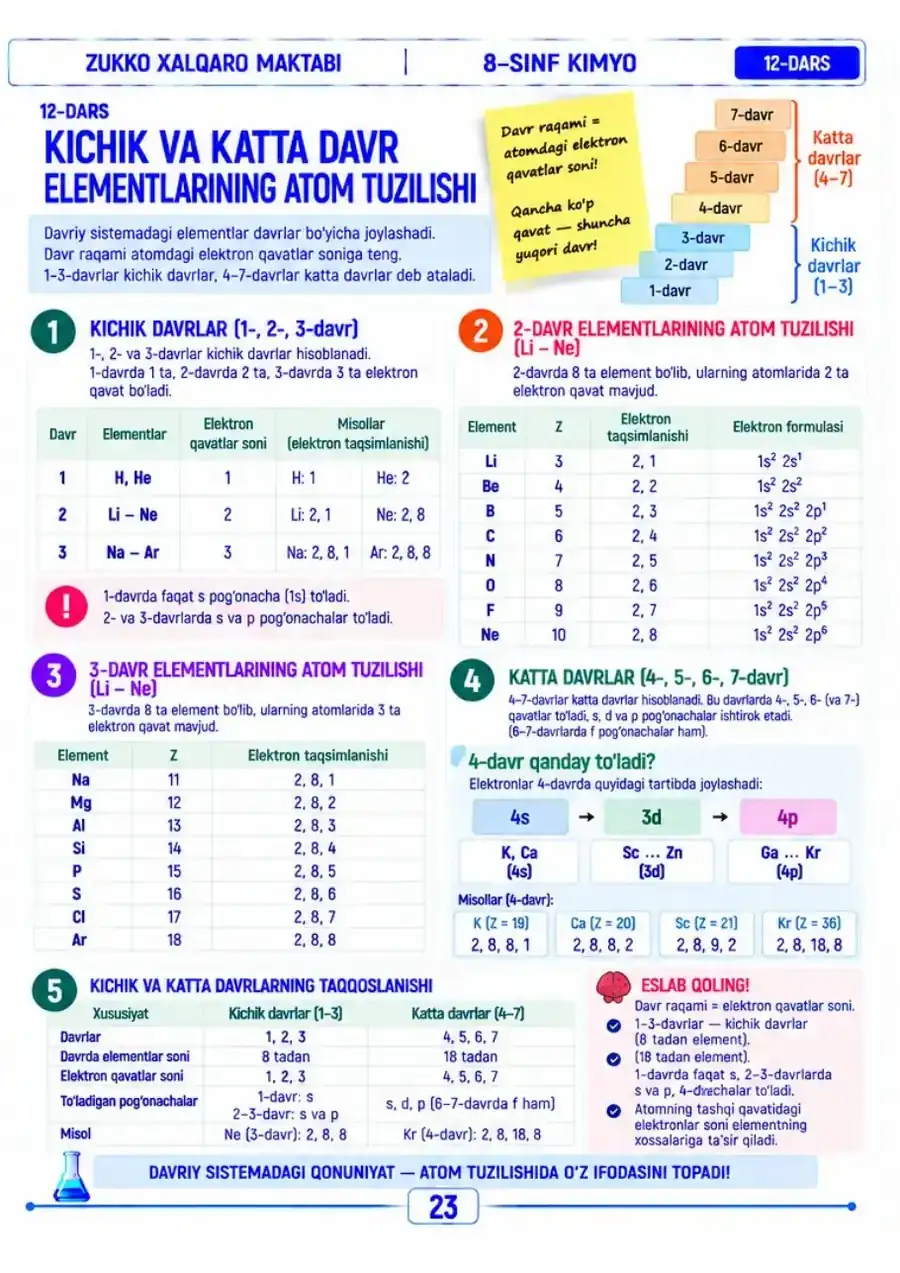 ZUKKO XALQARO MAKTABI | 8–SINF KIMYO 12–DARS
12–DARS
KICHIK VA KATTA DAVR
ELEMENTLARINING ATOM TUZILISHI
Davriy sistemadagi elementlar davrlar bo'yicha joylashadi.
Davr raqami atomdagi elektron qavatlar soniga teng.
1–3-davrlar kichik davrlar, 4–7-davrlar katta davrlar deb ataladi.
Davr raqami =
atomdagi elektron
qavatlar soni!
Qancha ko'p
qavat — shuncha
yuqori davr!
7-davr
6-davr
5-davr
4-davr
3-davr
2-davr
1-davr
Katta
davrlar
(4–7)
Kichik
davrlar
(1–3)
1 KICHIK DAVRLAR (1-, 2-, 3-davr)
1-, 2- va 3-davrlar kichik davrlar hisoblanadi.
1-davrda 1 ta, 2-davrda 2 ta, 3-davrda 3 ta elektron
qavat bo'ladi.
Davr Elementlar Elektron qavatlar soni Misollar (elektron taqsimlanishi)
1 H, He 1 H: 1 He: 2
2 Li – Ne 2 Li: 2, 1 Ne: 2, 8
3 Na – Ar 3 Na: 2, 8, 1 Ar: 2, 8, 8
! 1-davrda faqat s pog'onacha (1s) to'ladi.
2- va 3-davrlarda s va p pog'onachalar to'ladi.
2 2-DAVR ELEMENTLARINING ATOM TUZILISHI
(Li – Ne)
2-davrda 8 ta element bo'lib, ularning atomlarida 2 ta
elektron qavat mavjud.
Element Z Elektron taqsimlanishi Elektron formulasi
Li 3 2, 1 1s² 2s¹
Be 4 2, 2 1s² 2s²
B 5 2, 3 1s² 2s² 2p¹
C 6 2, 4 1s² 2s² 2p²
N 7 2, 5 1s² 2s² 2p³
O 8 2, 6 1s² 2s² 2p⁴
F 9 2, 7 1s² 2s² 2p⁵
Ne 10 2, 8 1s² 2s² 2p⁶
3 3-DAVR ELEMENTLARINING ATOM TUZILISHI
(Li – Ne)
3-davrda 8 ta element bo'lib, ularning atomlarida 3 ta
elektron qavat mavjud.
Element Z Elektron taqsimlanishi
Na 11 2, 8, 1
Mg 12 2, 8, 2
Al 13 2, 8, 3
Si 14 2, 8, 4
P 15 2, 8, 5
S 16 2, 8, 6
Cl 17 2, 8, 7
Ar 18 2, 8, 8
4 KATTA DAVRLAR (4-, 5-, 6-, 7-davr)
4–7-davrlar katta davrlar hisoblanadi. Bu davrlarda 4-, 5-, 6- (va 7-)
qavatlar to'ladi, s, d va p pog'onachalar ishtirok etadi.
(6–7-davrlarda f pog'onachalar ham).
4-davr qanday to'ladi?
Elektronlar 4-davrda quyidagi tartibda joylashadi:
4s → 3d → 4p
K, Ca Sc ... Zn Ga ... Kr
(4s) (3d) (4p)
Misollar (4-davr):
K (Z = 19) Ca (Z = 20) Sc (Z = 21) Kr (Z = 36)
2, 8, 8, 1 2, 8, 8, 2 2, 8, 9, 2 2, 8, 18, 8
5 KICHIK VA KATTA DAVRLARNING TAQQOSLANISHI
Xususiyat Kichik davrlar (1–3) Katta davrlar (4–7)
Davrlar 1, 2, 3 4, 5, 6, 7
Davrda elementlar soni 8 tadan 18 tadan
Elektron qavatlar soni 1, 2, 3 4, 5, 6, 7
To'ladigan pog'onachalar 1-davr: s 2–3-davr: s va p s, d, p (6–7-davrda f ham)
Misol Ne (3-davr): 2, 8, 8 Kr (4-davr): 2, 8, 18, 8
ESLAB QOLING!
Davr raqami = elektron qavatlar soni.
1–3-davrlar — kichik davrlar
(8 tadan element).
(18 tadan element).
1-davrda faqat s, 2–3-davrlarda
s va p, to'ladi.
Atomning tashqi qavatidagi
elektronlar soni elementning
xossalariga ta'sir qiladi.
DAVRIY SISTEMADAGI QONUNIYAT — ATOM TUZILISHIDA O'Z IFODASINI TOPADI!
23